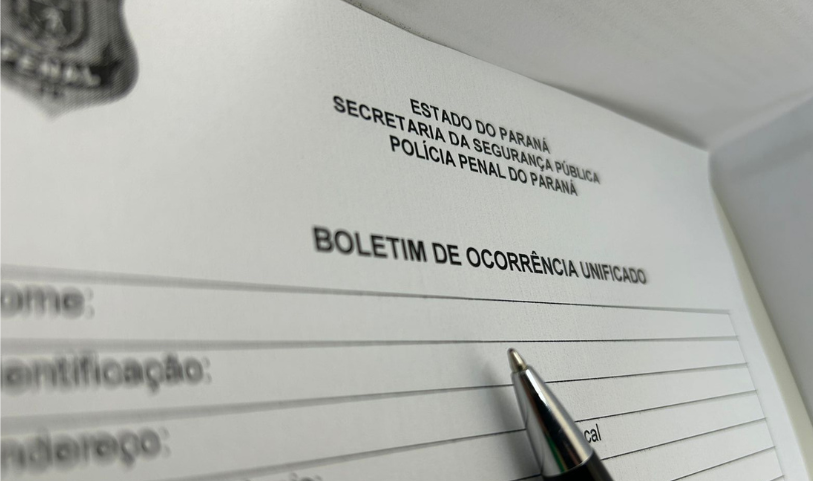 PENAL
ESTADO DO PARANÁ
SECRETARIA DA SEGURANÇA PÚBLICA
POLÍCIA PENAL DO PARANÁ
BOLETIM DE OCORRÊNCIA UNIFICADO
ome:
entificação:
ndereço:
cal